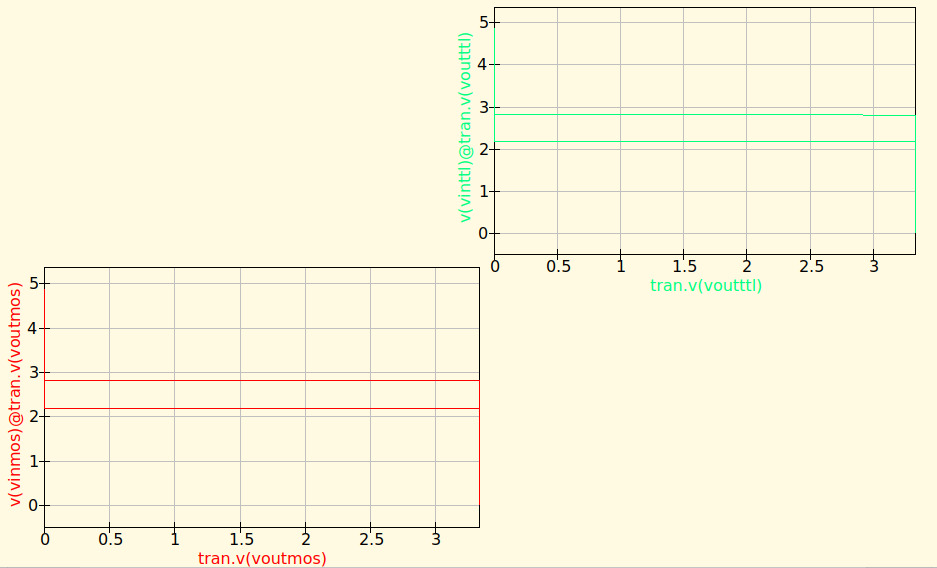 5
4
3
2
1
0
v(vinttl)@tran.v(voutttl)
0 0.5 1 1.5 2 2.5 3
tran.v(voutttl)
5
4
3
2
1
0
v(vinmos)@tran.v(voutmos)
0 0.5 1 1.5 2 2.5 3
tran.v(voutmos)